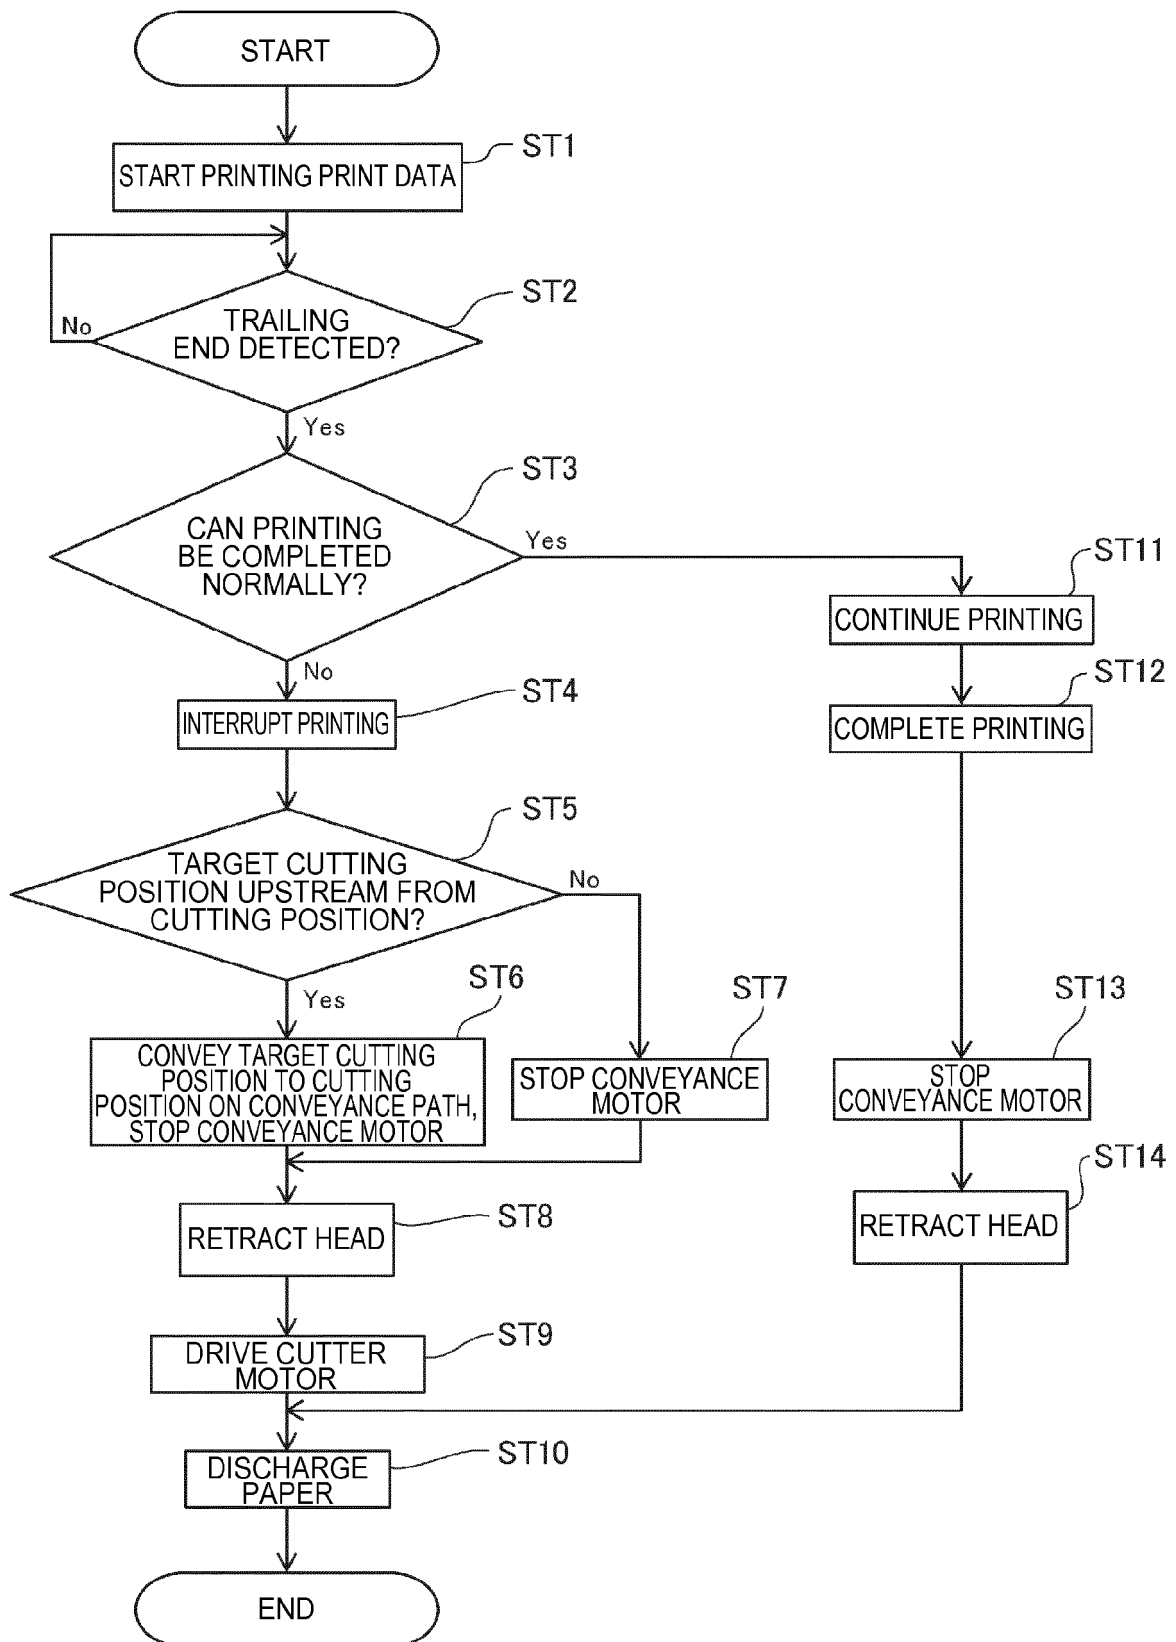 START
ST1
START PRINTING PRINT DATA
ST2
TRAILING
END DETECTED?
No
Yes
ST3
CAN PRINTING
BE COMPLETED
NORMALLY?
Yes
ST11
CONTINUE PRINTING
No
ST4
INTERRUPT PRINTING
ST12
COMPLETE PRINTING
ST5
TARGET CUTTING
POSITION UPSTREAM FROM
CUTTING POSITION?
No
Yes
ST6
CONVEY TARGET CUTTING
POSITION TO CUTTING
POSITION ON CONVEYANCE PATH,
STOP CONVEYANCE MOTOR
ST7
STOP CONVEYANCE
MOTOR
ST13
STOP
CONVEYANCE MOTOR
ST8
RETRACT HEAD
ST14
RETRACT HEAD
ST9
DRIVE CUTTER
MOTOR
ST10
DISCHARGE
PAPER
END